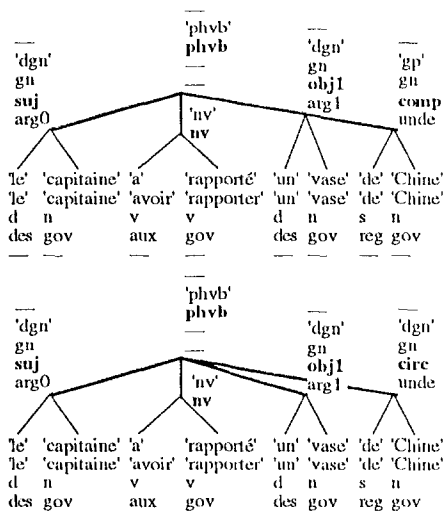 'phvb'
'dgn' phvb 'dgn' 'gp'
gn gn gn
suj obj1 comp
arg0 arg1 unde
'nv'
nv
'le' 'capitaine' 'a' 'rapporté' 'un' 'vase' 'de' 'Chine'
'le' 'capitaine' 'avoir' 'rapporter' 'un' 'vase' 'de' 'Chine'
d n v v d n s n
des gov aux gov des gov reg gov
'phvb'
'dgn' phvb 'dgn' 'gn'
gn gn gn
suj obj1 circ
arg0 arg1 unde
'nv'
nv
'le' 'capitaine' 'a' 'rapporté' 'un' 'vase' 'de' 'Chine'
'le' 'capitaine' 'avoir' 'rapporter' 'un' 'vase' 'de' 'Chine'
d n v v d n s n
des gov aux gov des gov reg gov